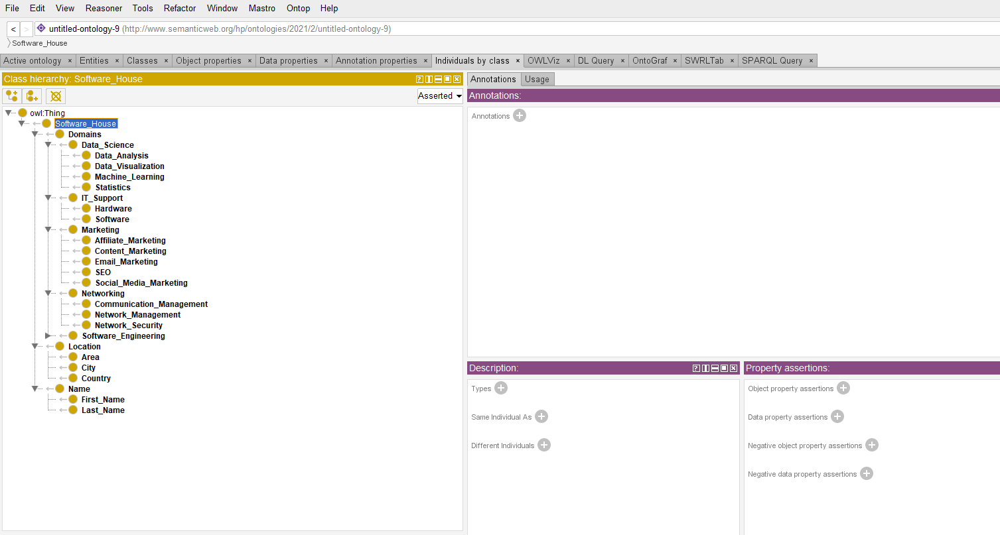 File Edit View Reasoner Tools Refactor Window Mastro Ontop Help
< > untitled-ontology-9 (http://www.semanticweb.org/hp/ontologies/2021/2/untitled-ontology-9)
Software_House
Active ontology × Entities × Classes × Object properties × Data properties × Annotation properties × Individuals by class × OWLViz × DL Query × OntoGraf × SWRLTab × SPARQL Query ×
Class hierarchy: Software_House
Asserted
owl:Thing
Software_House
Domains
Data_Science
Data_Analysis
Data_Visualization
Machine_Learning
Statistics
IT_Support
Hardware
Software
Marketing
Affiliate_Marketing
Content_Marketing
Email_Marketing
SEO
Social_Media_Marketing
Networking
Communication_Management
Network_Management
Network_Security
Software_Engineering
Location
Area
City
Country
Name
First_Name
Last_Name
Annotations Usage
Annotations:
Annotations
Description:
Types
Same Individual As
Different Individuals
Property assertions:
Object property assertions
Data property assertions
Negative object property assertions
Negative data property assertions